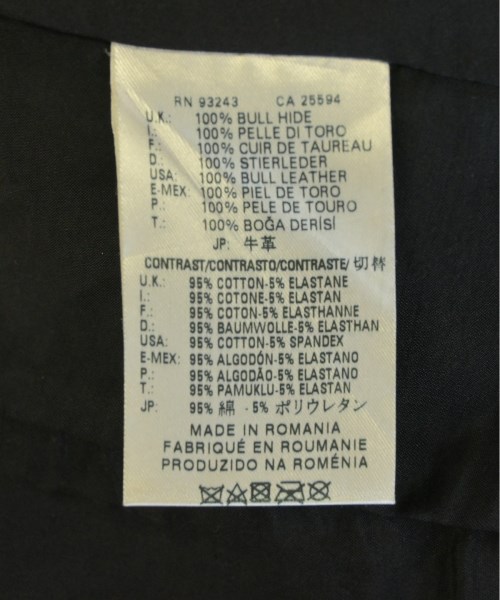 RN 93243 CA 25594
U.K.: 100% BULL HIDE
I.: 100% PELLE DI TORO
F.: 100% CUIR DE TAUREAU
D.: 100% STIERLEDER
USA: 100% BULL LEATHER
E-MEX: 100% PIEL DE TORO
P.: 100% PELE DE TOURO
T.: 100% BOĞA DERİSİ
JP: 牛革
CONTRAST/CONTRASTO/CONTRASTE/切替
U.K.: 95% COTTON-5% ELASTANE
I.: 95% COTONE-5% ELASTAN
F.: 95% COTON-5% ELASTHANNE
D.: 95% BAUMWOLLE-5% ELASTHAN
USA: 95% COTTON-5% SPANDEX
E-MEX: 95% ALGODÓN-5% ELASTANO
P.: 95% ALGODÃO-5% ELASTANO
T.: 95% PAMUKLU-5% ELASTAN
JP: 95% 綿 - 5% ポリウレタン
MADE IN ROMANIA
FABRIQUÉ EN ROUMANIE
PRODUZIDO NA ROMÉNIA